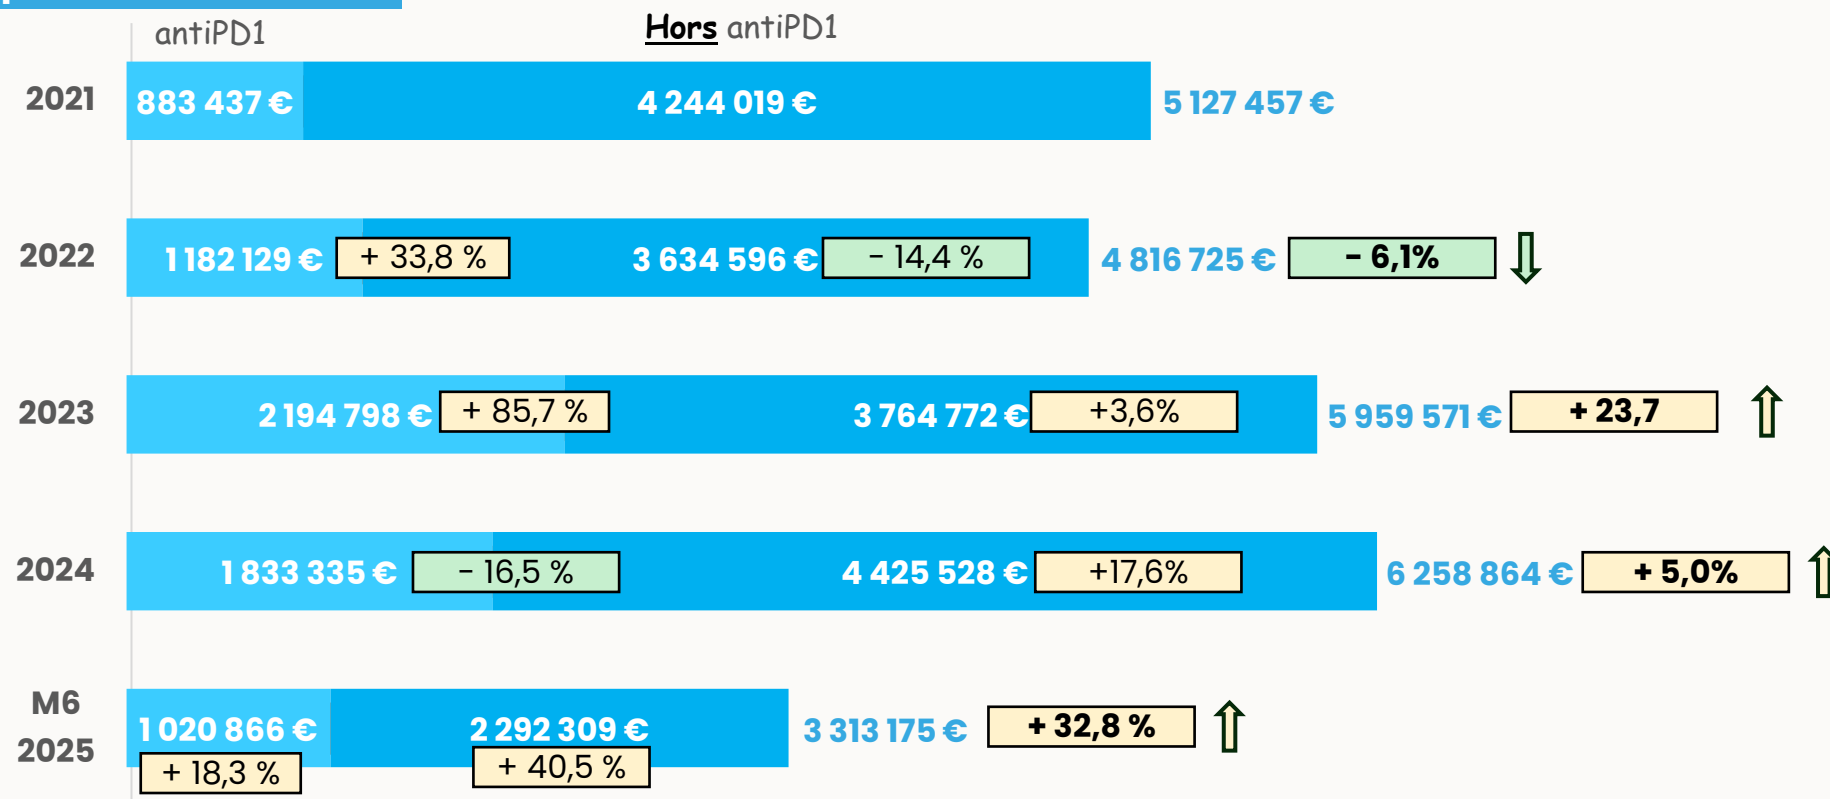 antiPD1
Hors antiPD1
2021
883 437 €
4 244 019 €
5 127 457 €
2022
1 182 129 €
+ 33,8 %
3 634 596 €
- 14,4 %
4 816 725 €
- 6,1%
2023
2 194 798 €
+ 85,7 %
3 764 772 €
+3,6%
5 959 571 €
+ 23,7
2024
1 833 335 €
- 16,5 %
4 425 528 €
+17,6%
6 258 864 €
+ 5,0%
M6
2025
1 020 866 €
2 292 309 €
3 313 175 €
+ 32,8 %
+ 18,3 %
+ 40,5 %